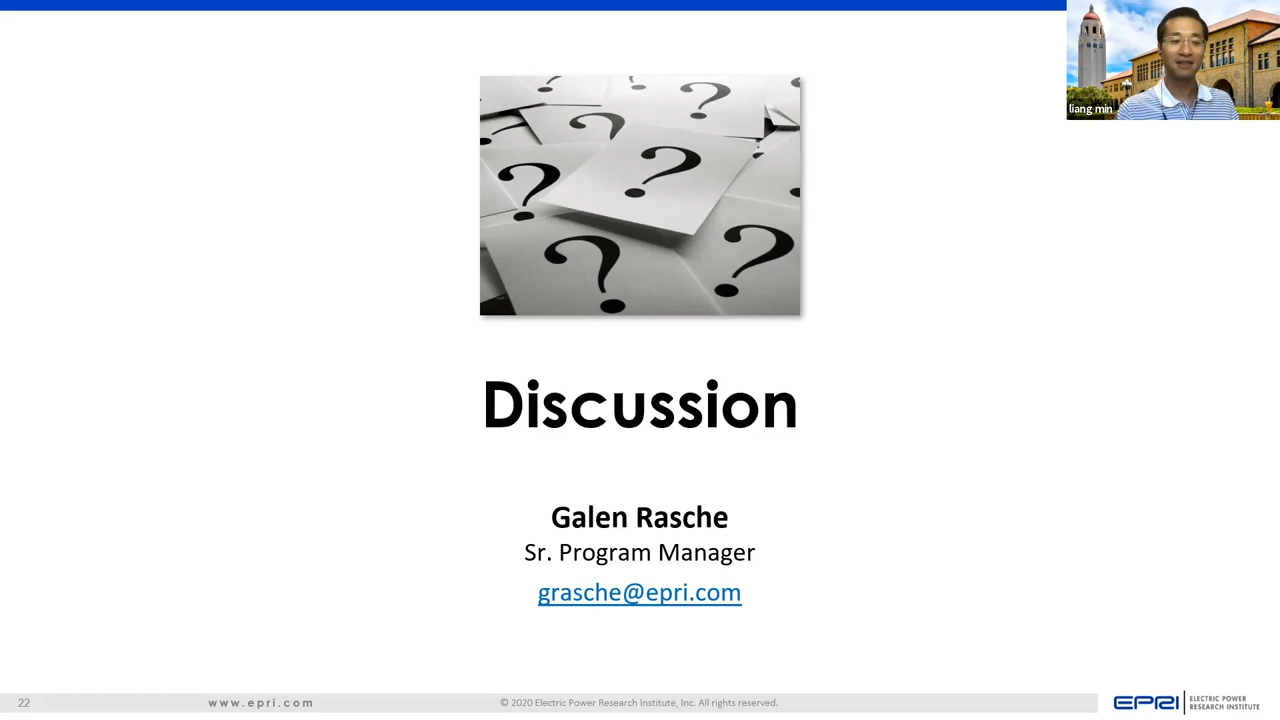 liang min
? ? ? ? ? ? ?
Discussion
Galen Rasche
Sr. Program Manager
grasche@epri.com
22
www.epri.com
© 2020 Electric Power Research Institute, Inc. All rights reserved.
EPRI
ELECTRIC POWER
RESEARCH INSTITUTE